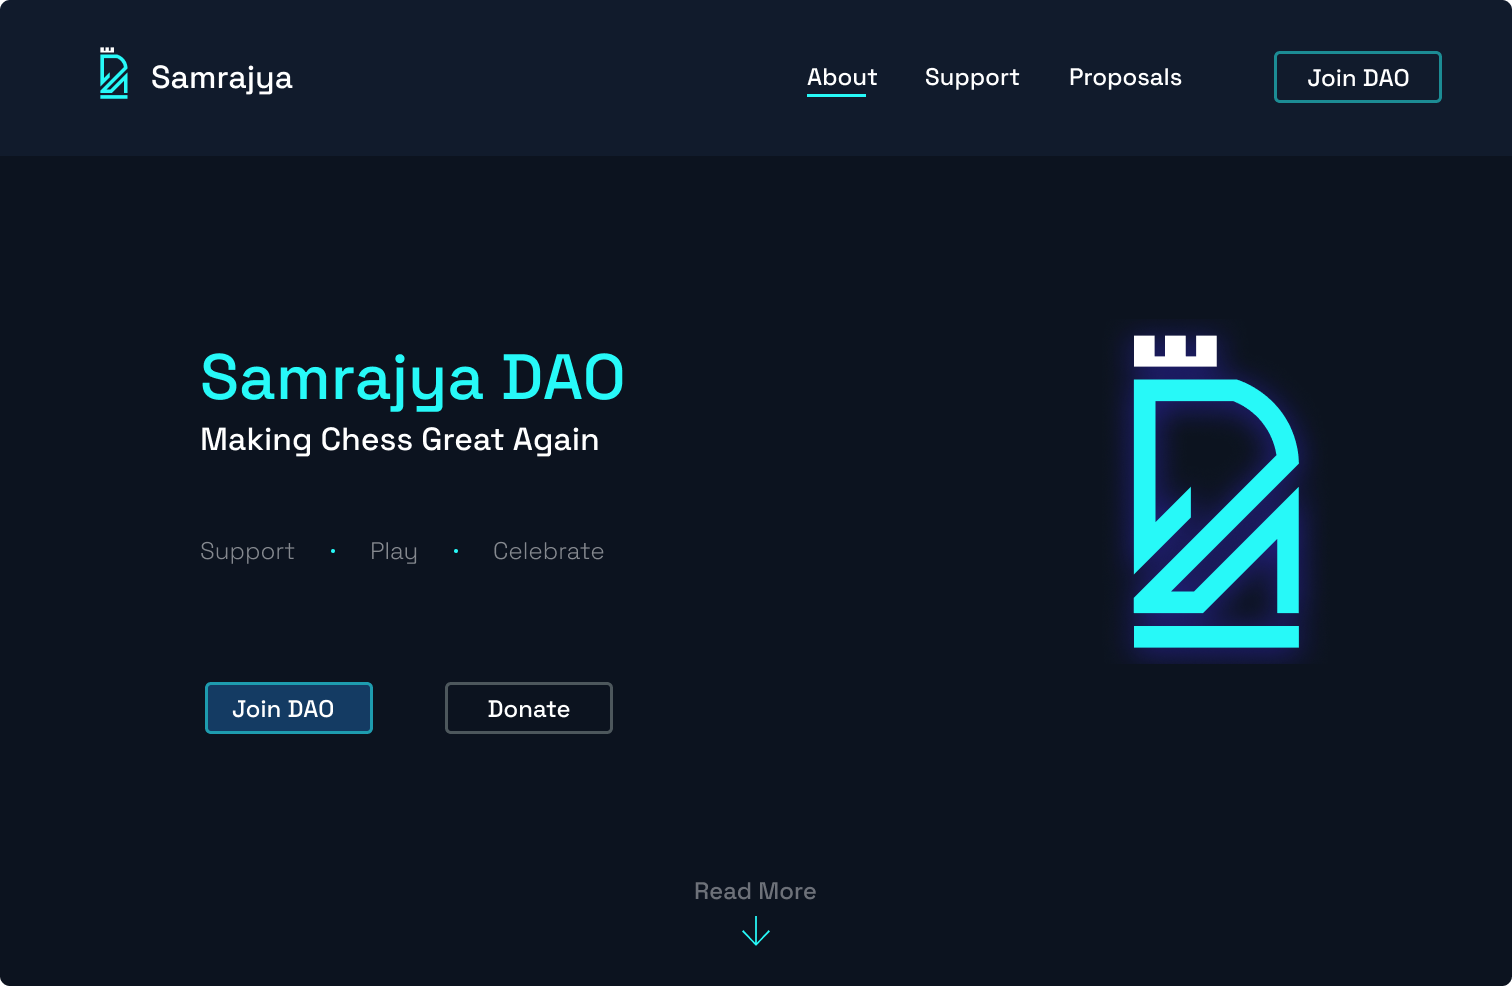 Samrajya
About Support Proposals Join DAO
Samrajya DAO
Making Chess Great Again
Support • Play • Celebrate
Join DAO Donate
Read More